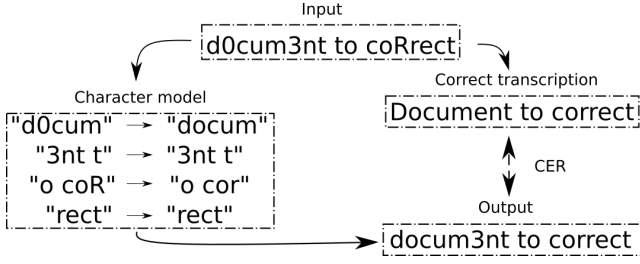 Input
d0cum3nt to coRrect
Correct transcription
Document to correct
Character model
"d0cum" → "docum"
"3nt t" → "3nt t"
"o coR" → "o cor"
"rect" → "rect"
CER
Output
docum3nt to correct